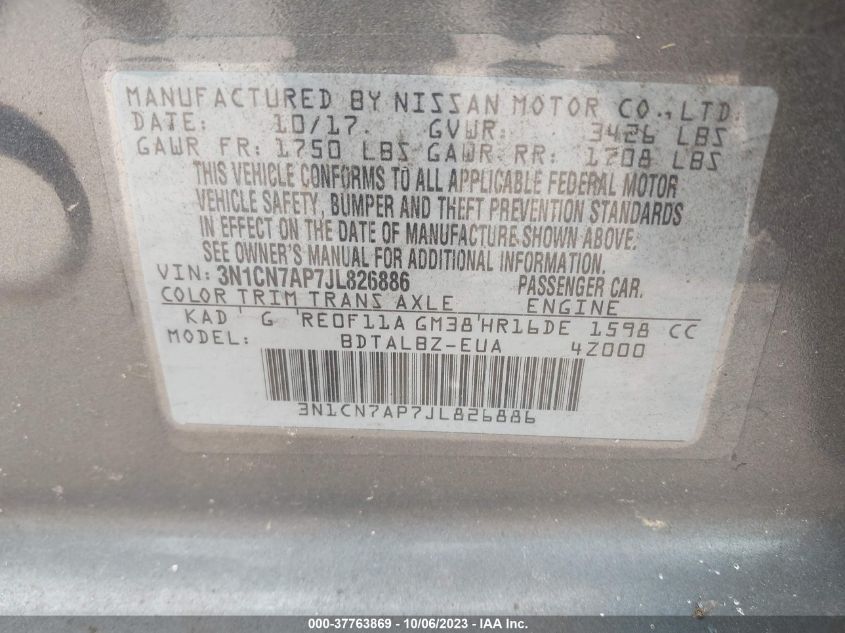 MANUFACTURED BY NISSAN MOTOR CO., LTD.
DATE: 10/17. GVWR: 3426 LBS
GAWR FR: 1750 LBS GAWR RR: 1708 LBS
THIS VEHICLE CONFORMS TO ALL APPLICABLE FEDERAL MOTOR
VEHICLE SAFETY, BUMPER AND THEFT PREVENTION STANDARDS
IN EFFECT ON THE DATE OF MANUFACTURE SHOWN ABOVE.
SEE OWNER'S MANUAL FOR ADDITIONAL INFORMATION.
VIN: 3N1CN7AP7JL826886 PASSENGER CAR.
COLOR TRIM TRANS AXLE ENGINE
KAD ' G 'RE0F11A GM38'HR16DE 1598 CC
MODEL: BDTALBZ-EUA 4Z000
3N1CN7AP7JL826886
000-37763869 - 10/06/2023 - © IAA Inc.